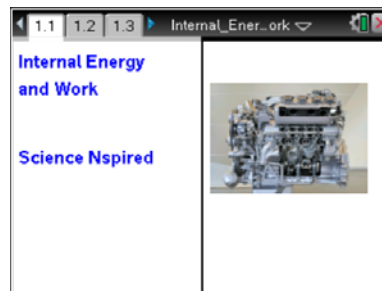 1.1 1.2 1.3 Internal_Ener...ork
Internal Energy
and Work
Science Nspired